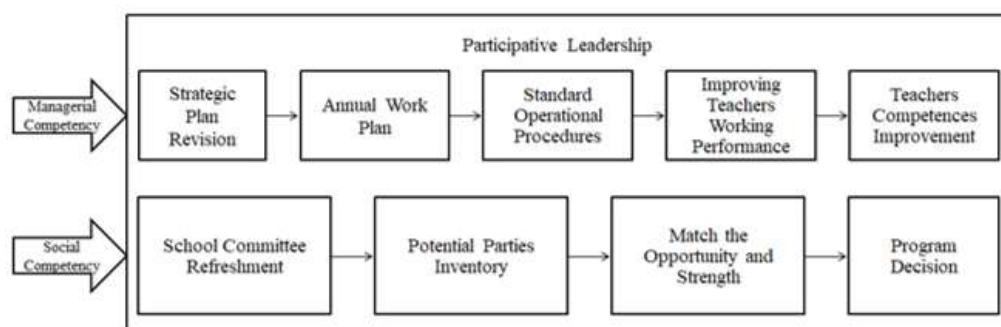 Participative Leadership
Managerial
Competency
Strategic
Plan
Revision
Annual Work
Plan
Standard
Operational
Procedures
Improving
Teachers
Working
Performance
Teachers
Competences
Improvement
Social
Competency
School Committee
Refreshment
Potential Parties
Inventory
Match the
Opportunity and
Strength
Program
Decision